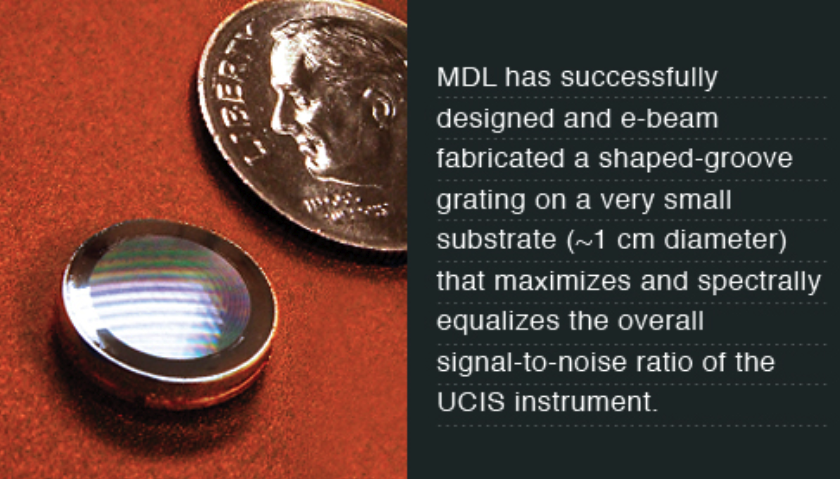 LIBERTY
MDL has successfully
designed and e-beam
fabricated a shaped-groove
grating on a very small
substrate (~1 cm diameter)
that maximizes and spectrally
equalizes the overall
signal-to-noise ratio of the
UCIS instrument.